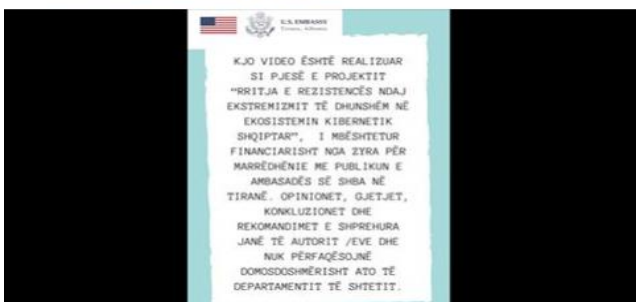 U.S. EMBASSY
Tirana, Albania
KJO VIDEO ËSHTË REALIZUAR
SI PJESË E PROJEKTIT
"RRITJA E REZISTENCËS NDAJ
EKSTREMIZMIT TË DHUNSHËM NË
EKOSISTEMIN KIBERNETIK
SHQIPTAR", I MBËSHTETUR
FINANCIARISHT NGA ZYRA PËR
MARRËDHËNIE ME PUBLIKUN E
AMBASADËS SË SHBA NË
TIRANË. OPINIONET, GJETJET,
KONKLUZIONET DHE
REKOMANDIMET E SHPREHURA
JANË TË AUTORIT /EVE DHE
NUK PËRFAQËSOJNË
DOMOSDOSHMËRISHT ATO TË
DEPARTAMENTIT TË SHTETIT.